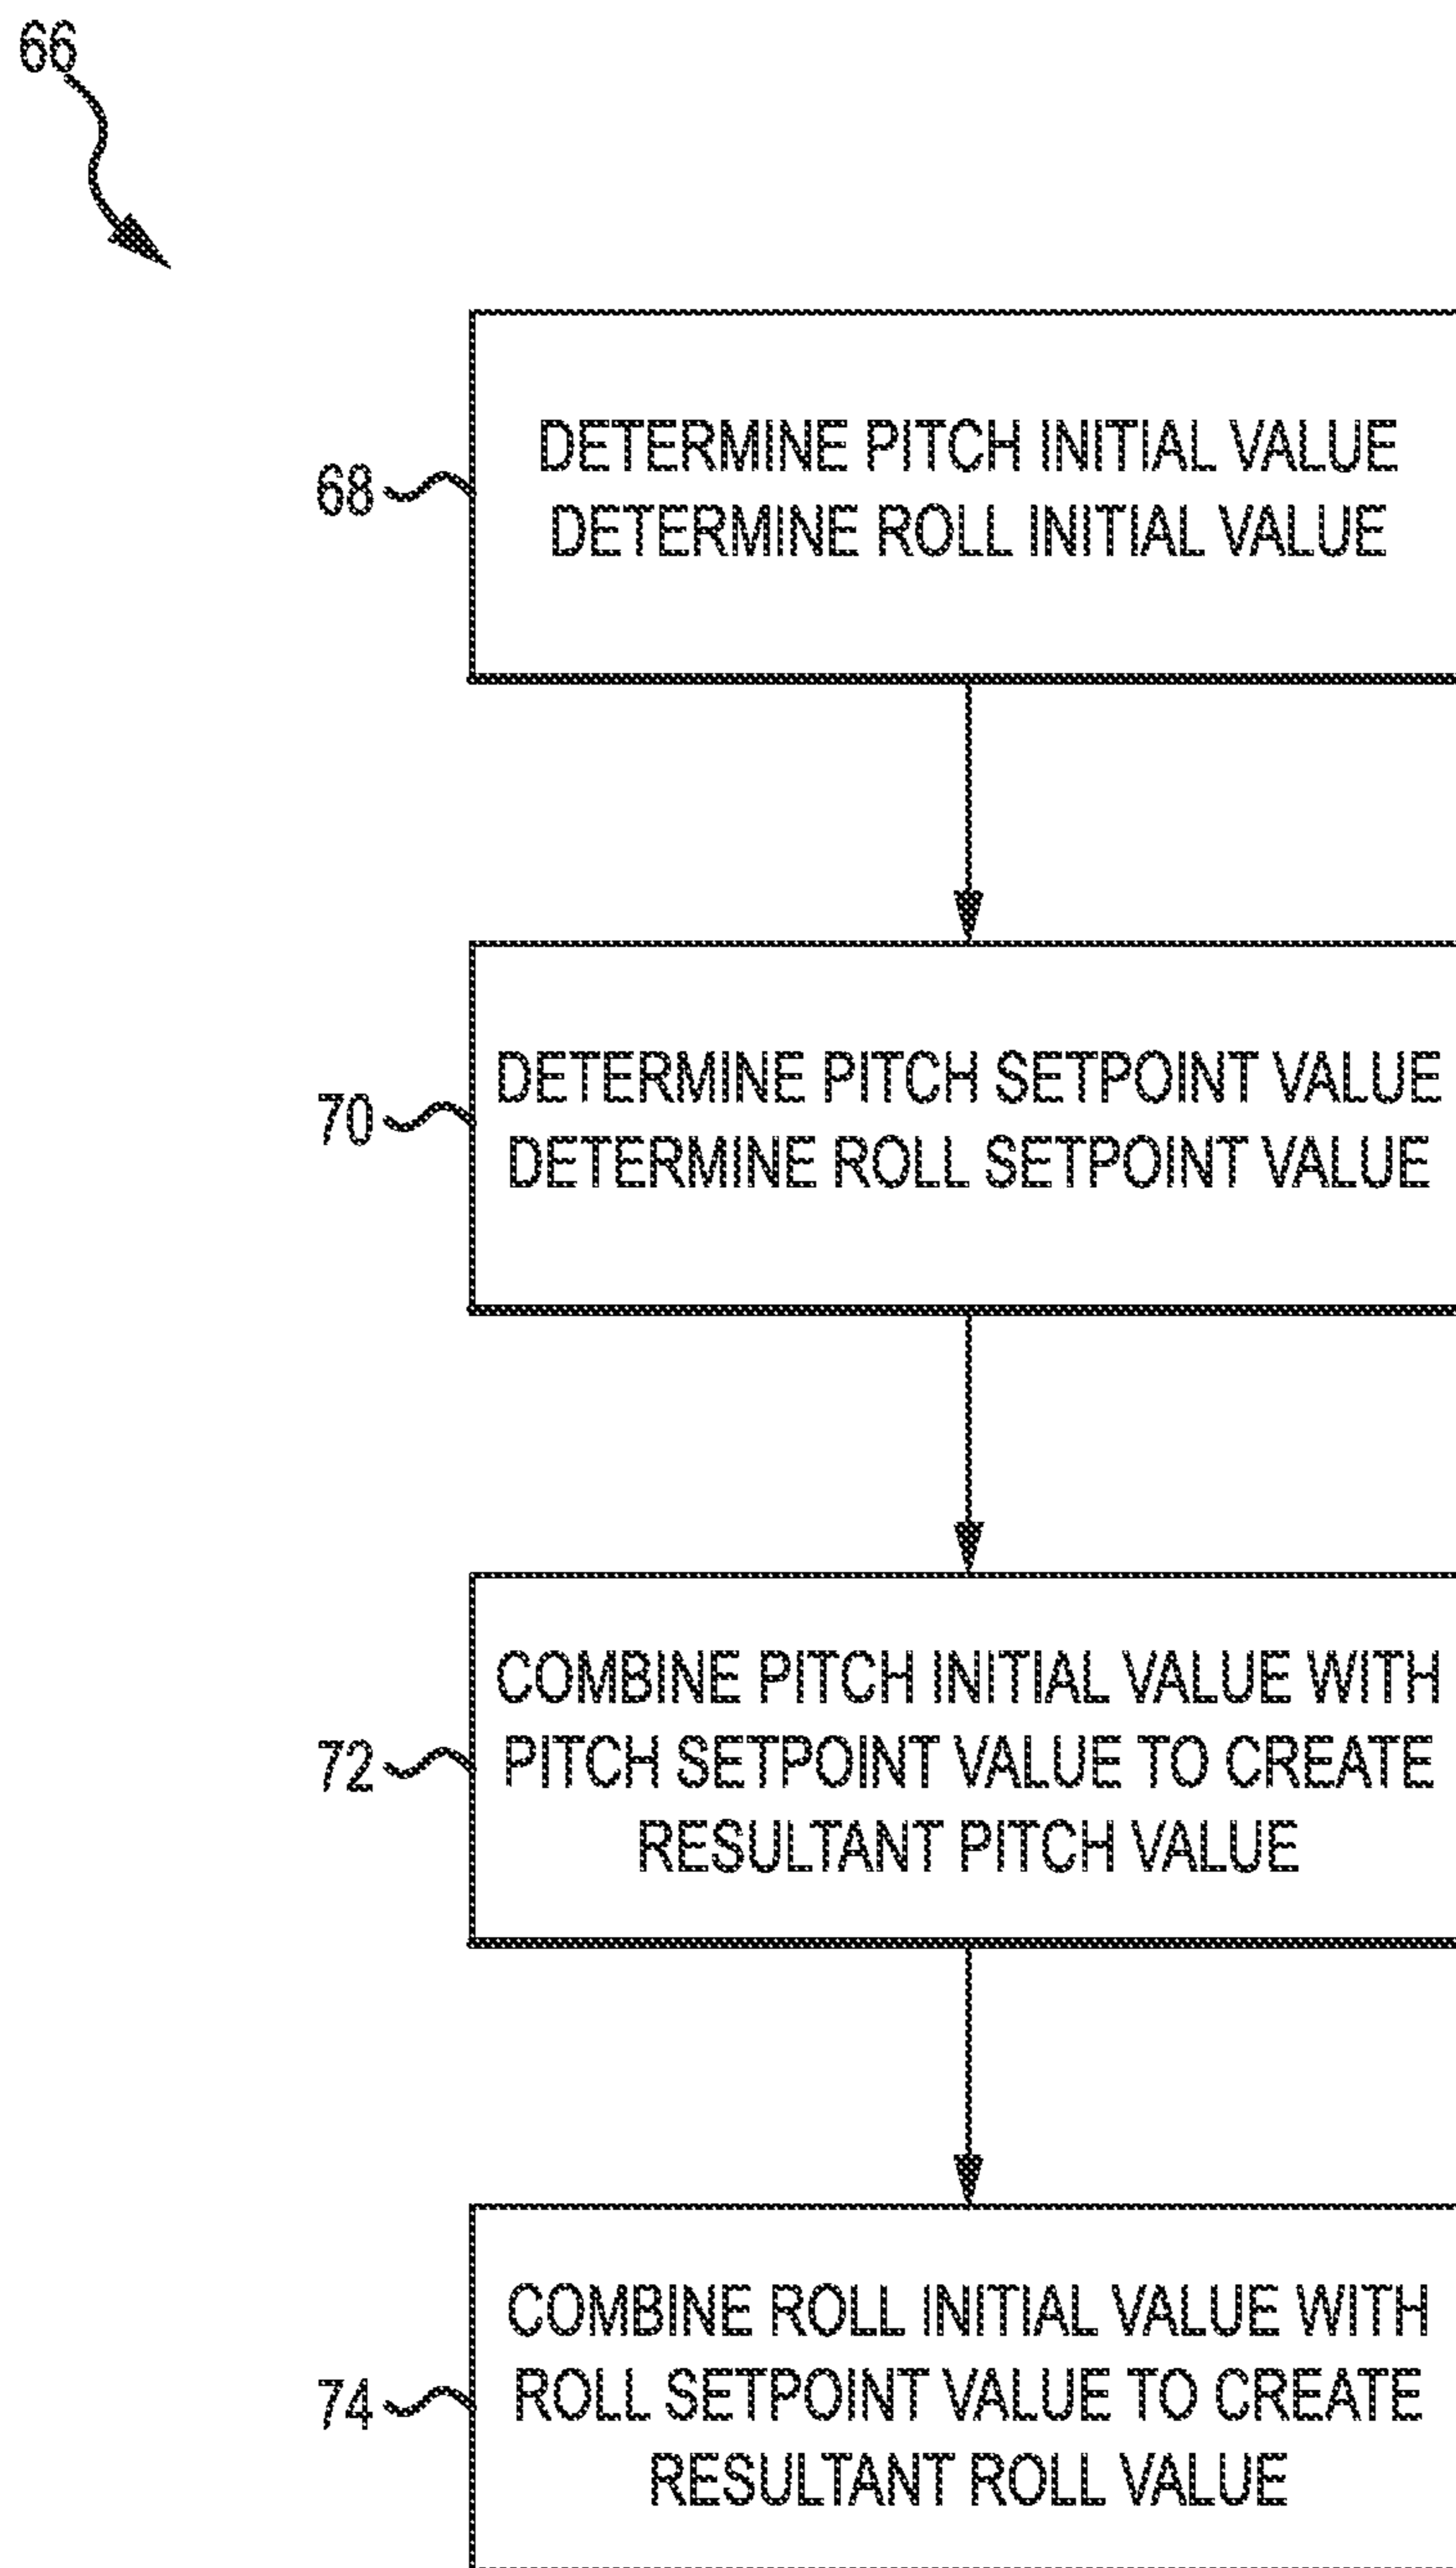 66
68
DETERMINE PITCH INITIAL VALUE
DETERMINE ROLL INITIAL VALUE
70
DETERMINE PITCH SETPOINT VALUE
DETERMINE ROLL SETPOINT VALUE
72
COMBINE PITCH INITIAL VALUE WITH
PITCH SETPOINT VALUE TO CREATE
RESULTANT PITCH VALUE
74
COMBINE ROLL INITIAL VALUE WITH
ROLL SETPOINT VALUE TO CREATE
RESULTANT ROLL VALUE